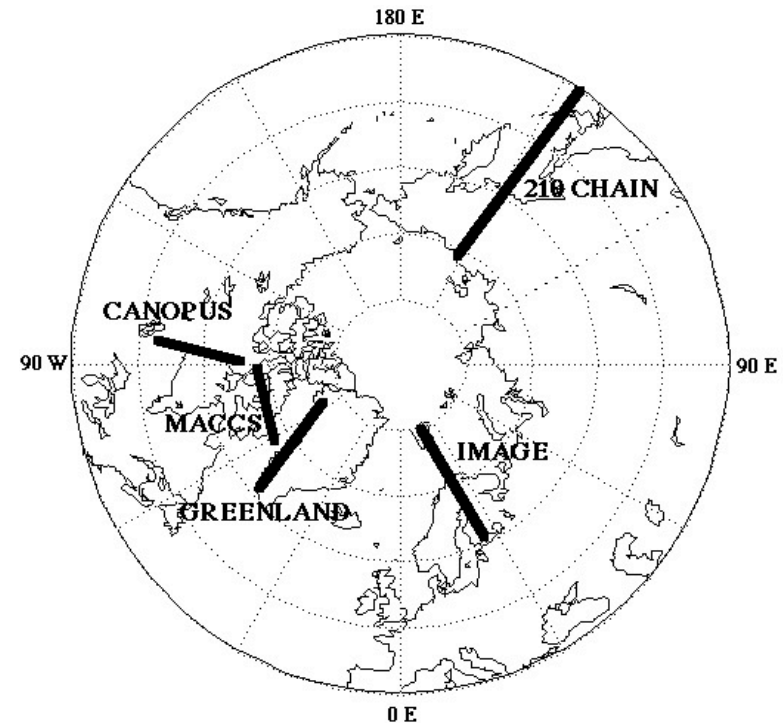 180 E
210 CHAIN
CANOPUS
90 W
90 E
MACCS
IMAGE
GREENLAND
0 E